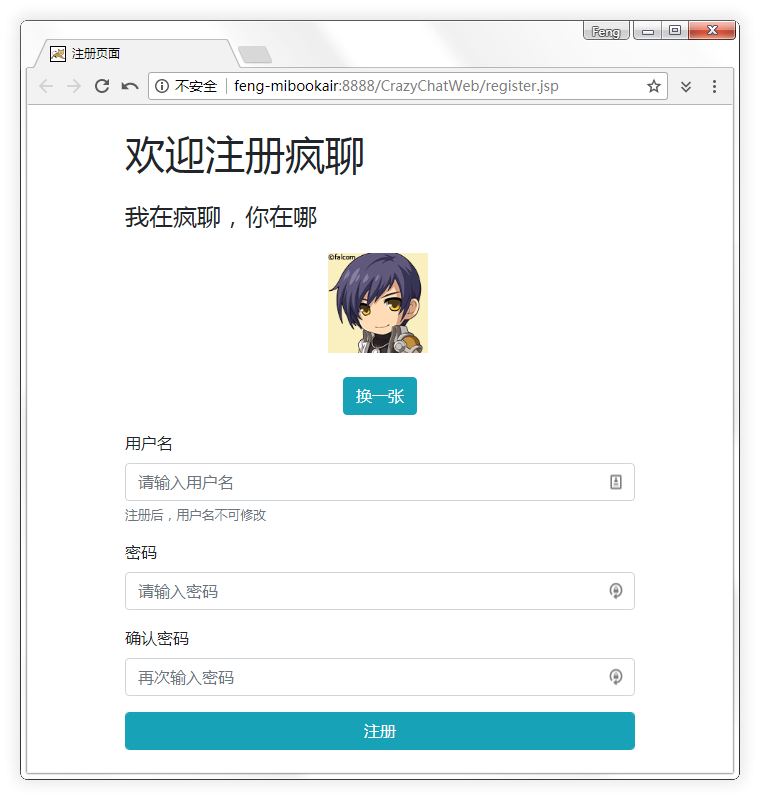 Feng
注册页面
不安全 feng-mibookair:8888/CrazyChatWeb/register.jsp
欢迎注册疯聊
我在疯聊，你在哪
©falcom
换一张
用户名
请输入用户名
注册后，用户名不可修改
密码
请输入密码
确认密码
再次输入密码
注册